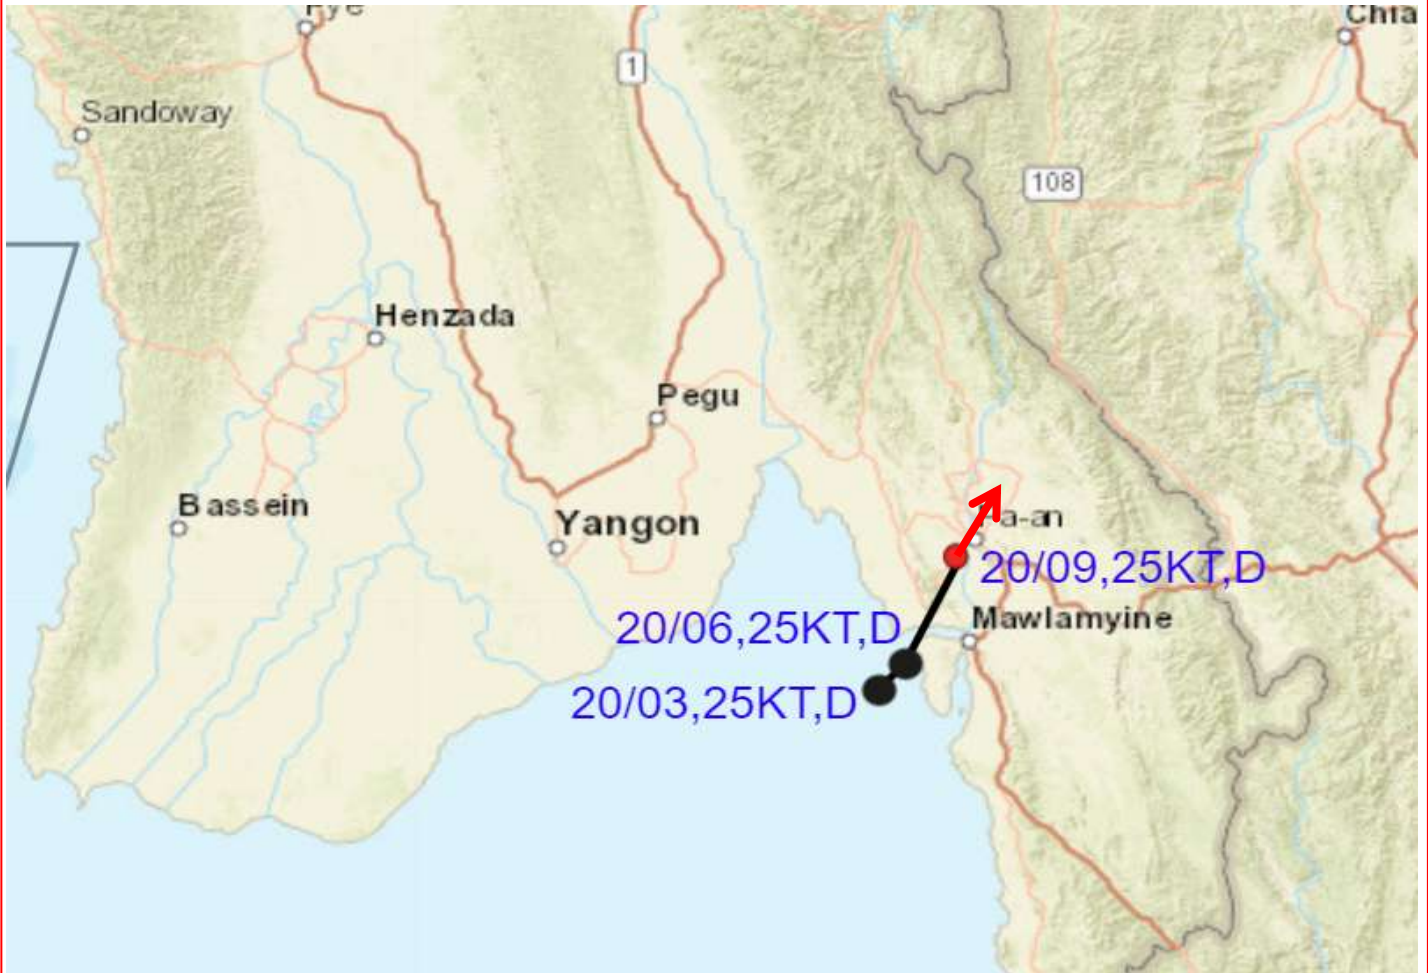 Sandoway
1
108
Henzada
Pegu
Bassein
Yangon
20/09,25KT,D
20/06,25KT,D
Mawlamyine
20/03,25KT,D